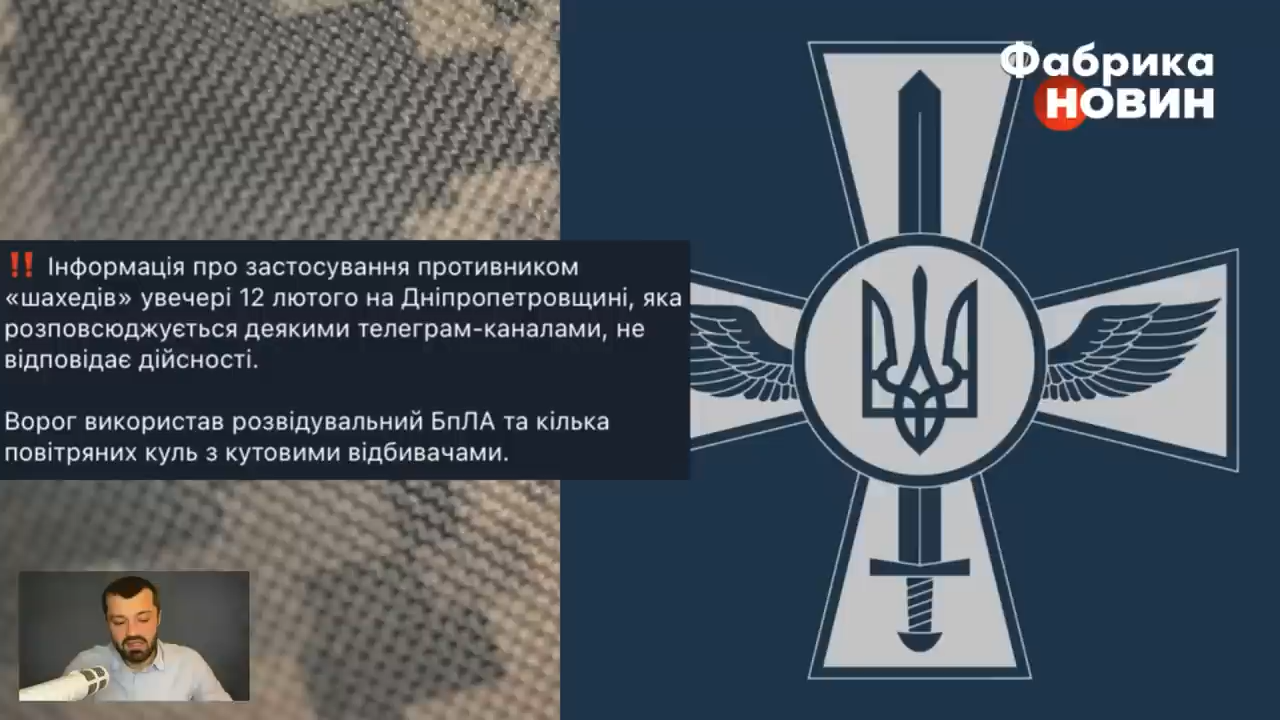 Фабрика
НОВИН
‼ Інформація про застосування противником
«шахедів» увечері 12 лютого на Дніпропетровщині, яка
розповсюджується деякими телеграм-каналами, не
відповідає дійсності.
Ворог використав розвідувальний БпЛА та кілька
повітряних куль з кутовими відбивачами.